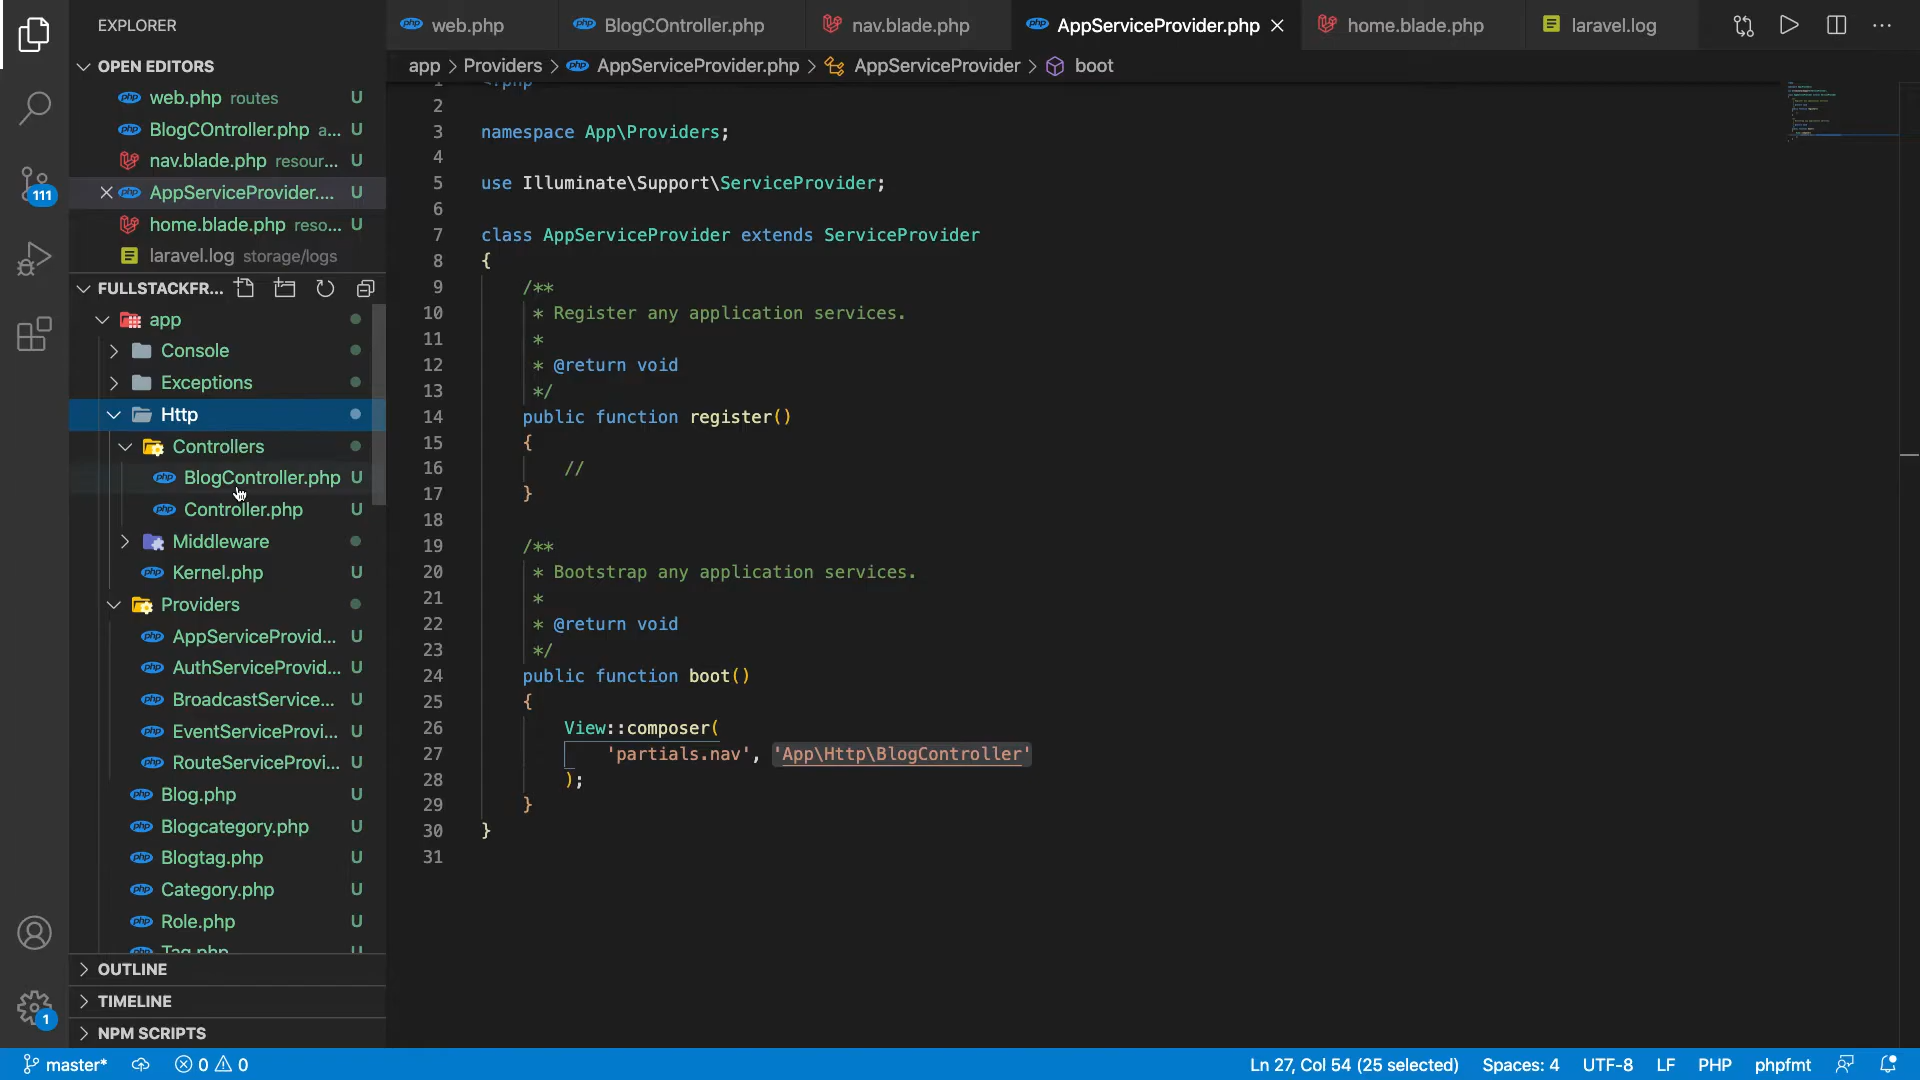 EXPLORER
OPEN EDITORS
web.php routes U
BlogCOntroller.php a... U
nav.blade.php resour... U
AppServiceProvider.... U
home.blade.php reso... U
laravel.log storage/logs
FULLSTACKFR...
app
Console
Exceptions
Http
Controllers
BlogController.php U
Controller.php U
Middleware
Kernel.php U
Providers
AppServiceProvid... U
AuthServiceProvid... U
BroadcastService... U
EventServiceProvi... U
RouteServiceProvi... U
Blog.php U
Blogcategory.php U
Blogtag.php U
Category.php U
Role.php U
Tag.php U
OUTLINE
TIMELINE
NPM SCRIPTS
111
1
web.php
BlogCOntroller.php
nav.blade.php
AppServiceProvider.php
home.blade.php
laravel.log
app > Providers > AppServiceProvider.php > AppServiceProvider > boot
1 <?php
2
3 namespace App\Providers;
4
5 use Illuminate\Support\ServiceProvider;
6
7 class AppServiceProvider extends ServiceProvider
8 {
9 /**
10 * Register any application services.
11 *
12 * @return void
13 */
14 public function register()
15 {
16 //
17 }
18
19 /**
20 * Bootstrap any application services.
21 *
22 * @return void
23 */
24 public function boot()
25 {
26 View::composer(
27 'partials.nav', 'App\Http\BlogController'
28 );
29 }
30 }
31
master* 0 0
Ln 27, Col 54 (25 selected) Spaces: 4 UTF-8 LF PHP phpfmt